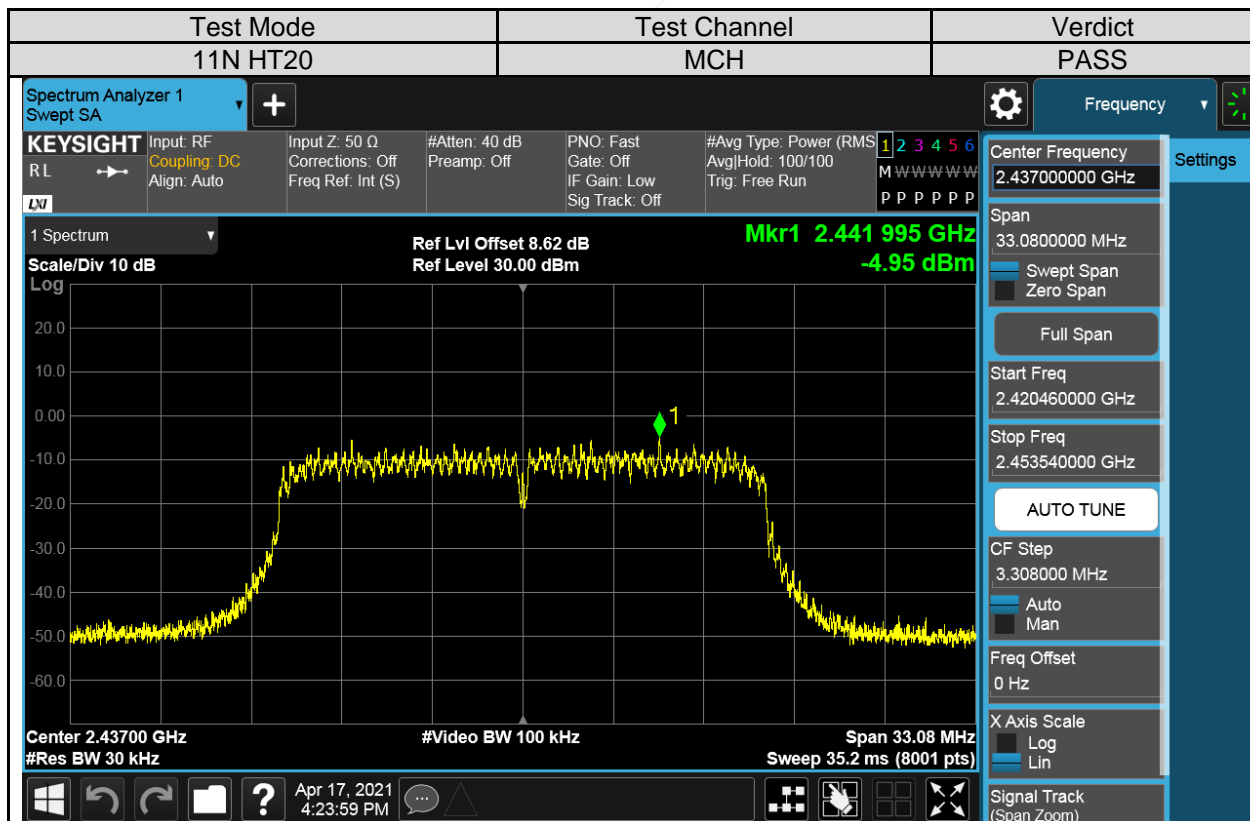 Test Mode Test Channel Verdict
11N HT20 MCH PASS
Spectrum Analyzer 1
Swept SA
Frequency
KEYSIGHT Input: RF Input Z: 50 Ω #Atten: 40 dB PNO: Fast #Avg Type: Power (RMS 1 2 3 4 5 6
RL Coupling: DC Corrections: Off Preamp: Off Gate: Off Avg|Hold: 100/100 M W W W W W
Align: Auto Freq Ref: Int (S) IF Gain: Low Trig: Free Run
LXI Sig Track: Off P P P P P P
Center Frequency
2.437000000 GHz
Settings
Span
33.0800000 MHz
Swept Span
Zero Span
Full Span
Start Freq
2.420460000 GHz
Stop Freq
2.453540000 GHz
AUTO TUNE
CF Step
3.308000 MHz
Auto
Man
Freq Offset
0 Hz
X Axis Scale
Log
Lin
Signal Track
(Span Zoom)
1 Spectrum Ref Lvl Offset 8.62 dB Mkr1 2.441 995 GHz
Scale/Div 10 dB Ref Level 30.00 dBm -4.95 dBm
Log
20.0
10.0
0.00
1
-10.0
-20.0
-30.0
-40.0
-50.0
-60.0
Center 2.43700 GHz #Video BW 100 kHz Span 33.08 MHz
#Res BW 30 kHz Sweep 35.2 ms (8001 pts)
? Apr 17, 2021
4:23:59 PM